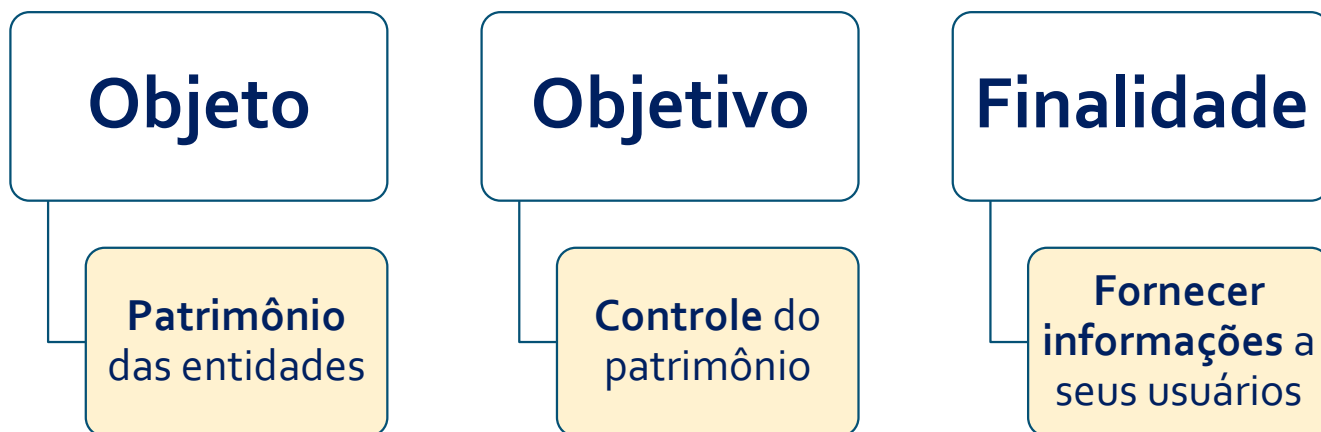 Objeto
Patrimônio
das entidades
Objetivo
Controle do
patrimônio
Finalidade
Fornecer
informações a
seus usuários